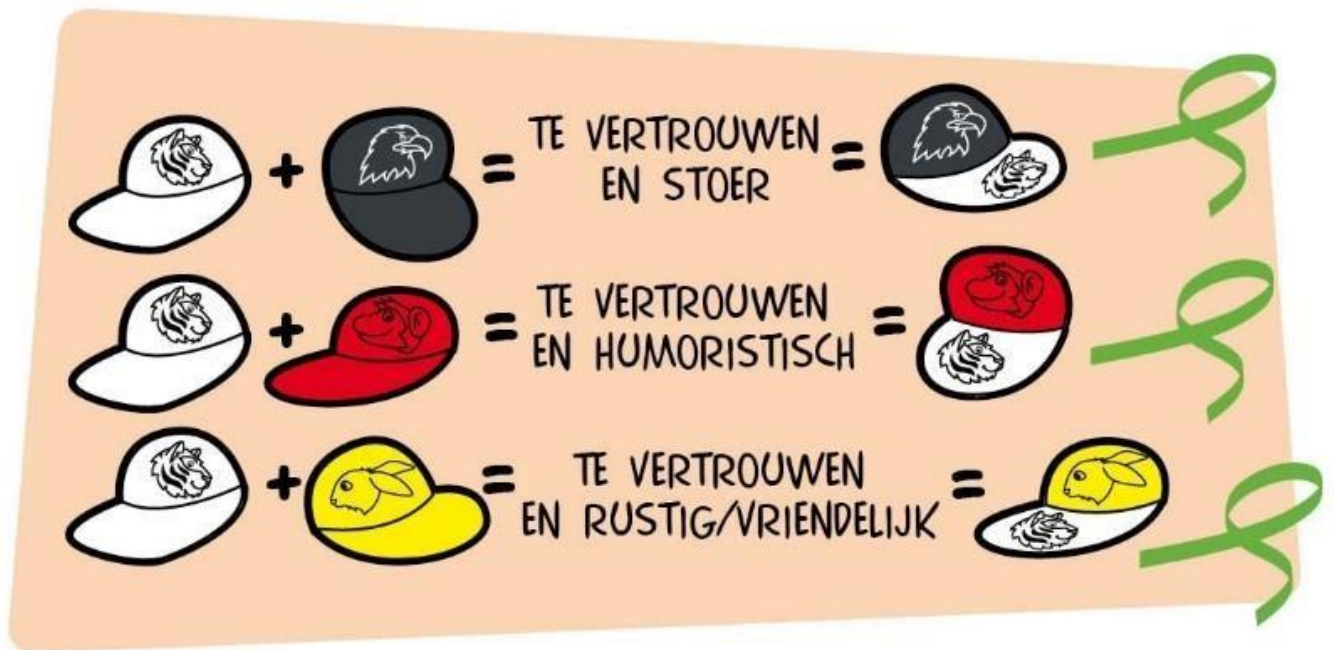 + = TE VERTROUWEN =
EN STOER
+ = TE VERTROUWEN =
EN HUMORISTISCH
+ = TE VERTROUWEN =
EN RUSTIG/VRIENDELIJK